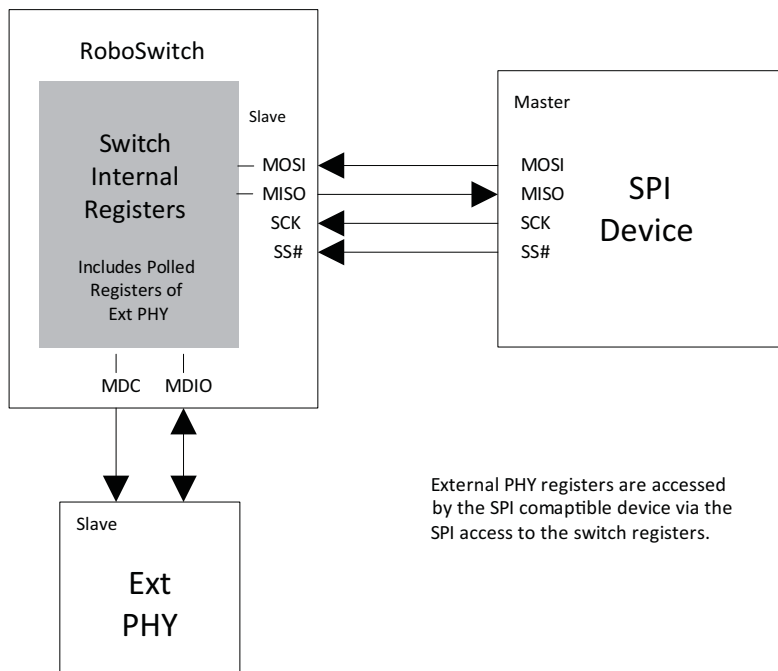 RoboSwitch
Switch
Internal
Registers
Includes Polled
Registers of
Ext PHY
Slave
MOSI
MISO
SCK
SS#
MDC MDIO
Master
MOSI
MISO
SCK
SS#
SPI
Device
Slave
Ext
PHY
External PHY registers are accessed
by the SPI comaptible device via the
SPI access to the switch registers.